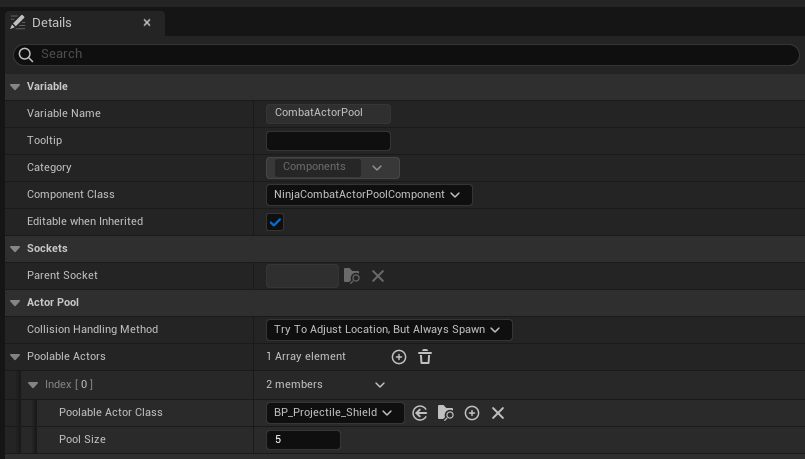 Details
Search
Variable
Variable Name CombatActorPool
Tooltip
Category Components
Component Class NinjaCombatActorPoolComponent
Editable when Inherited
Sockets
Parent Socket
Actor Pool
Collision Handling Method Try To Adjust Location, But Always Spawn
Poolable Actors 1 Array element
Index [ 0 ] 2 members
Poolable Actor Class BP_Projectile_Shield
Pool Size 5